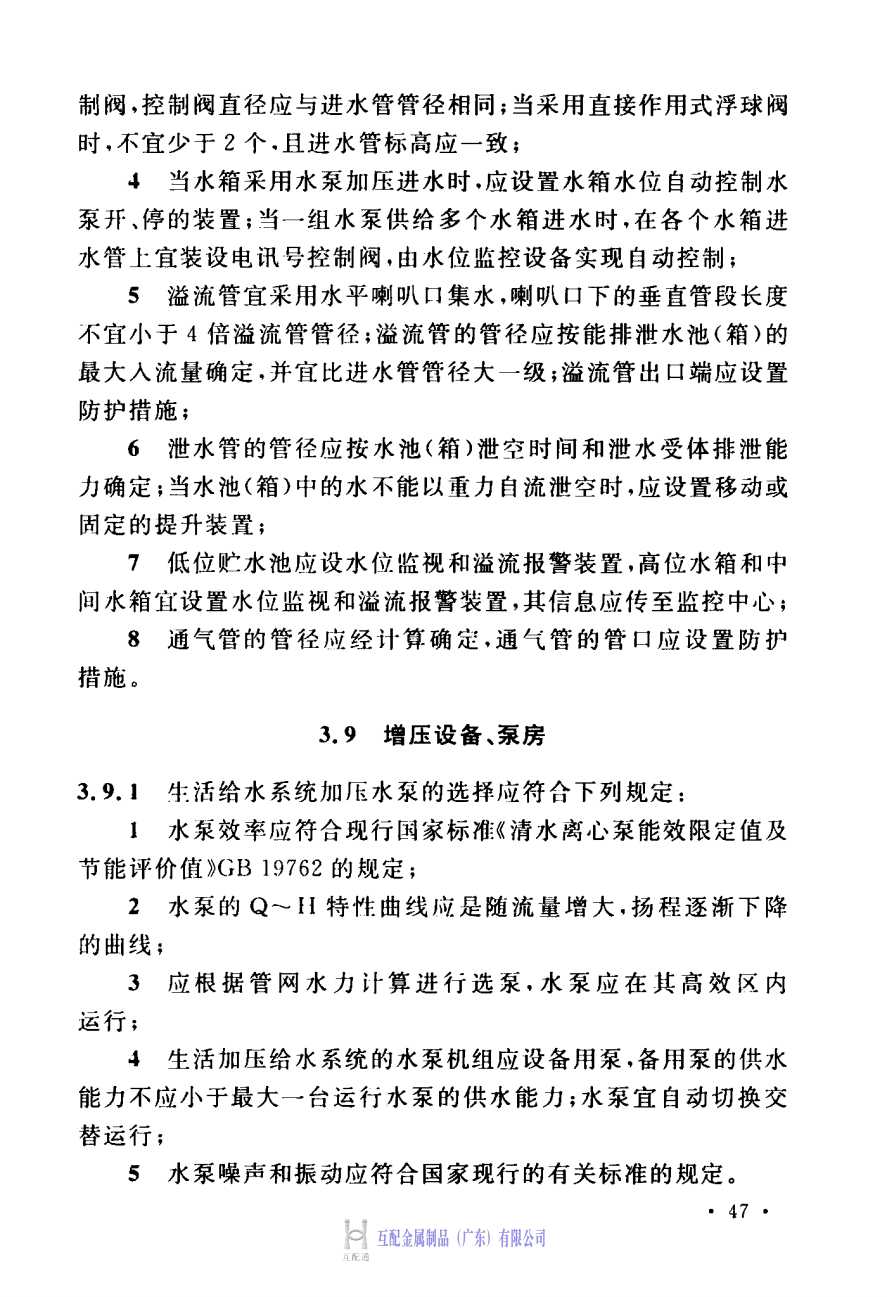 制阀,控制阀直径应与进水管管径相同;当采用直接作用式浮球阀
时,不宜少于 2 个,且进水管标高应一致;
4 当水箱采用水泵加压进水时,应设置水箱水位自动控制水
泵开、停的装置;当一组水泵供给多个水箱进水时,在各个水箱进
水管上宜装设电讯号控制阀,由水位监控设备实现自动控制;
5 溢流管宜采用水平喇叭口集水,喇叭口下的垂直管段长度
不宜小于 4 倍溢流管管径;溢流管的管径应按能排泄水池(箱)的
最大入流量确定,并宜比进水管管径大一级;溢流管出口端应设置
防护措施;
6 泄水管的管径应按水池(箱)泄空时间和泄水受体排泄能
力确定;当水池(箱)中的水不能以重力自流泄空时,应设置移动或
固定的提升装置;
7 低位贮水池应设水位监视和溢流报警装置,高位水箱和中
间水箱宜设置水位监视和溢流报警装置,其信息应传至监控中心;
8 通气管的管径应经计算确定,通气管的管口应设置防护
措施。
3.9 增压设备、泵房
3.9.1 生活给水系统加压水泵的选择应符合下列规定:
1 水泵效率应符合现行国家标准《清水离心泵能效限定值及
节能评价值》GB 19762 的规定;
2 水泵的 Q～H 特性曲线应是随流量增大,扬程逐渐下降
的曲线;
3 应根据管网水力计算进行选泵,水泵应在其高效区内
运行;
4 生活加压给水系统的水泵机组应设备用泵,备用泵的供水
能力不应小于最大一台运行水泵的供水能力;水泵宜自动切换交
替运行;
5 水泵噪声和振动应符合国家现行的有关标准的规定。
• 47 •
互配金属制品（广东）有限公司
互配通